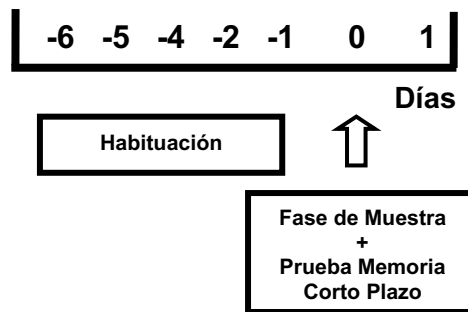 -6 -5 -4 -2 -1 0 1
Días
Habituación
Fase de Muestra
+
Prueba Memoria
Corto Plazo